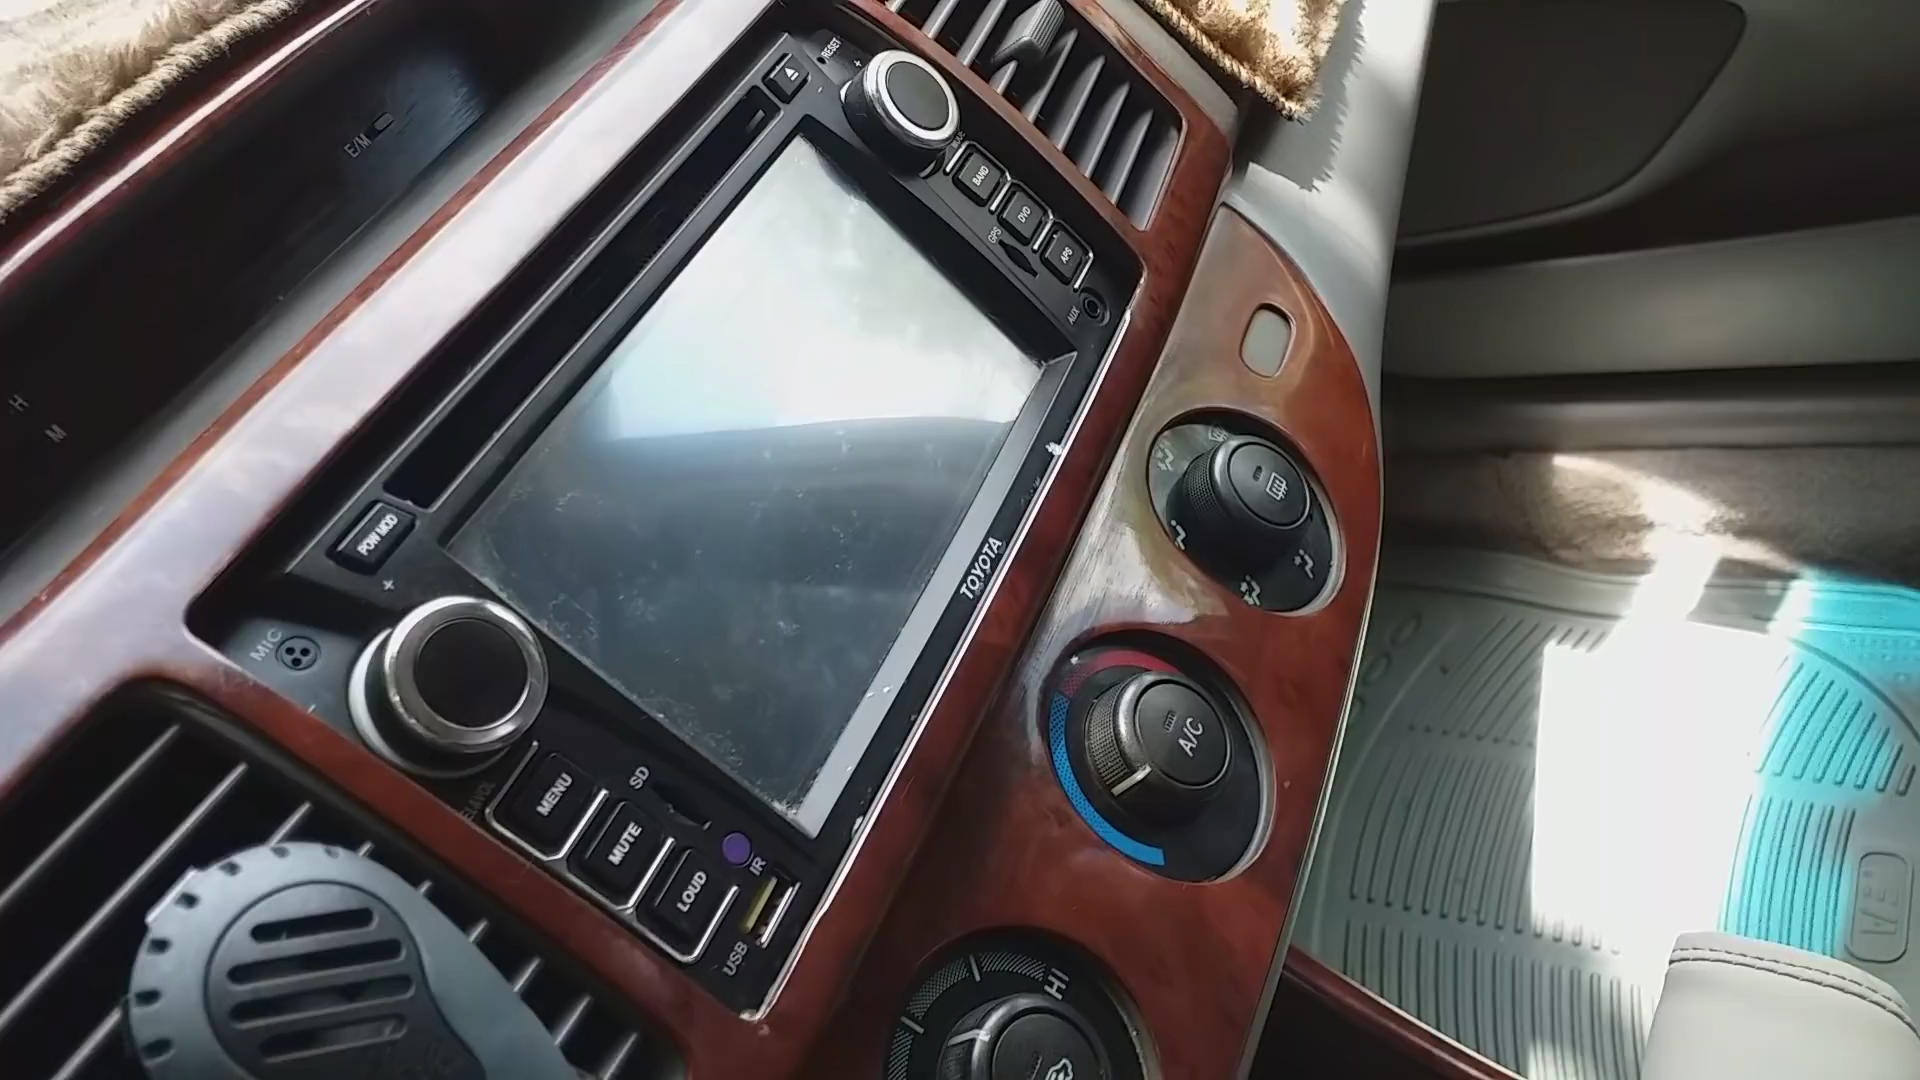 E/M
H
M
RESET
+
-
BAND
DVD
GPS
APS
AUX
POW MOD
+
MIC
-
MENU
SD
MUTE
IR
LOUD
USB
TOYOTA
A/C
HI